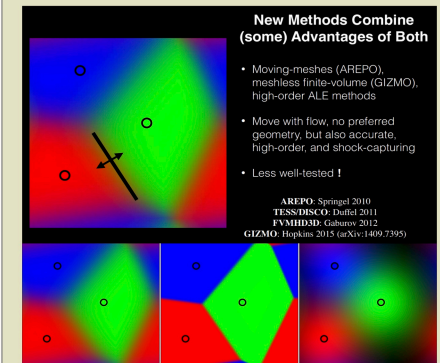 New Methods Combine
(some) Advantages of Both
• Moving-meshes (AREPO),
meshless finite-volume (GIZMO),
high-order ALE methods
• Move with flow, no preferred
geometry, but also accurate,
high-order, and shock-capturing
• Less well-tested !
AREPO: Springel 2010
TESS/DISCO: Duffel 2011
FVMHD3D: Gaburov 2012
GIZMO: Hopkins 2015 (arXiv:1409.7395)